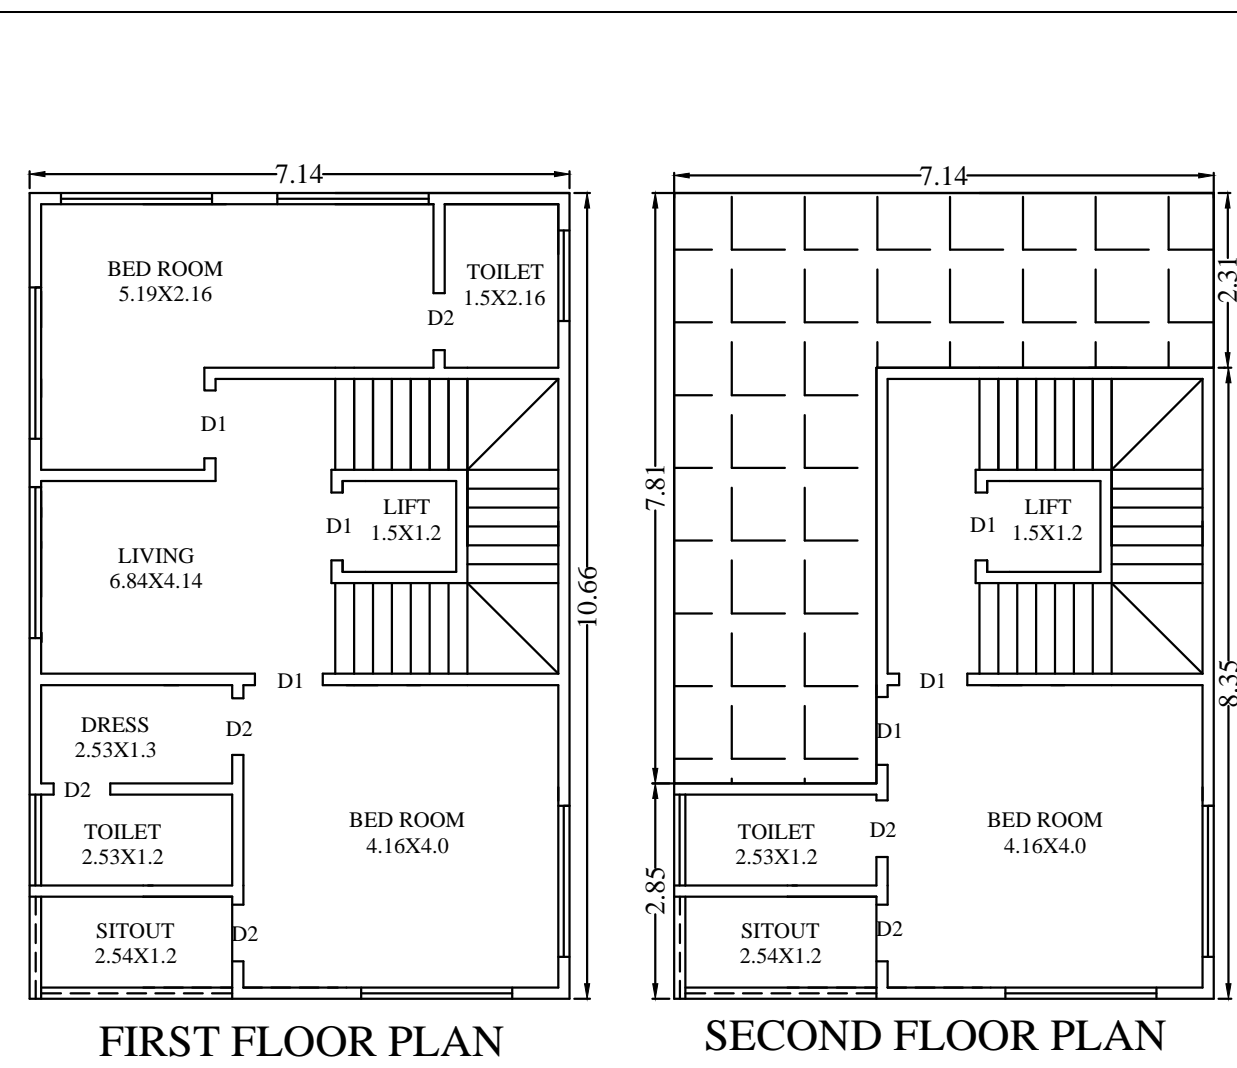 7.14
BED ROOM
5.19X2.16
TOILET
1.5X2.16
D2
D1
LIFT
1.5X1.2
D1
LIVING
6.84X4.14
10.66
D1
DRESS
2.53X1.3
D2
D2
TOILET
2.53X1.2
BED ROOM
4.16X4.0
SITOUT
2.54X1.2
D2
FIRST FLOOR PLAN
7.14
2.31
7.81
LIFT
1.5X1.2
D1
8.35
D1
D1
TOILET
2.53X1.2
D2
BED ROOM
4.16X4.0
2.85
SITOUT
2.54X1.2
D2
SECOND FLOOR PLAN